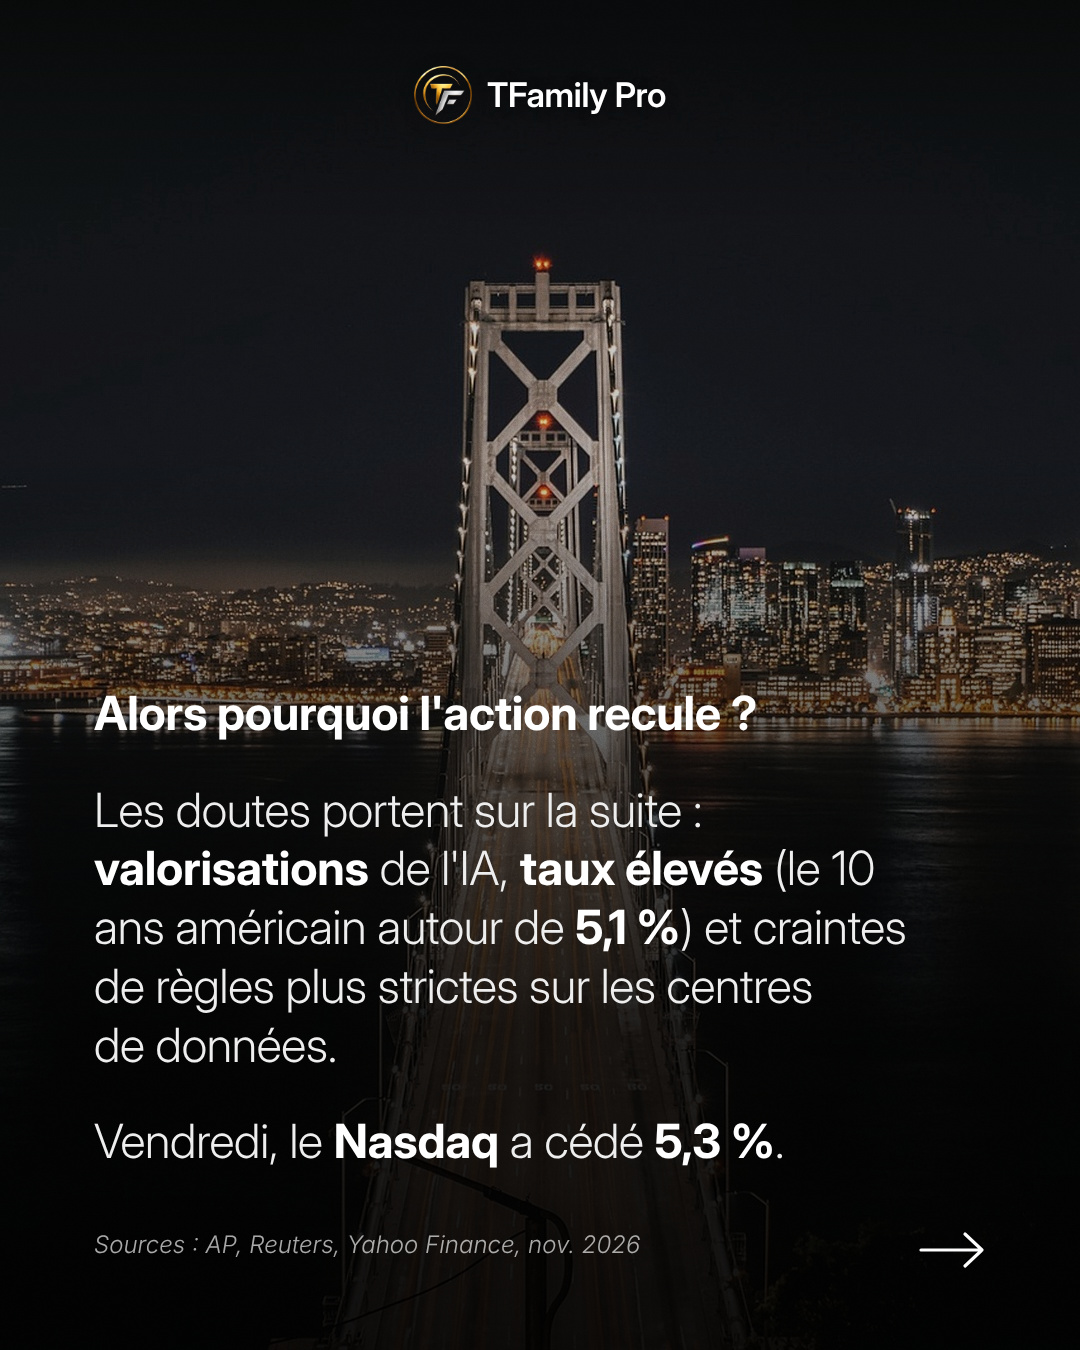 TFamily Pro
Alors pourquoi l'action recule ?
Les doutes portent sur la suite :
valorisations de l'IA, taux élevés (le 10
ans américain autour de 5,1 %) et craintes
de règles plus strictes sur les centres
de données.
Vendredi, le Nasdaq a cédé 5,3 %.
Sources : AP, Reuters, Yahoo Finance, nov. 2026